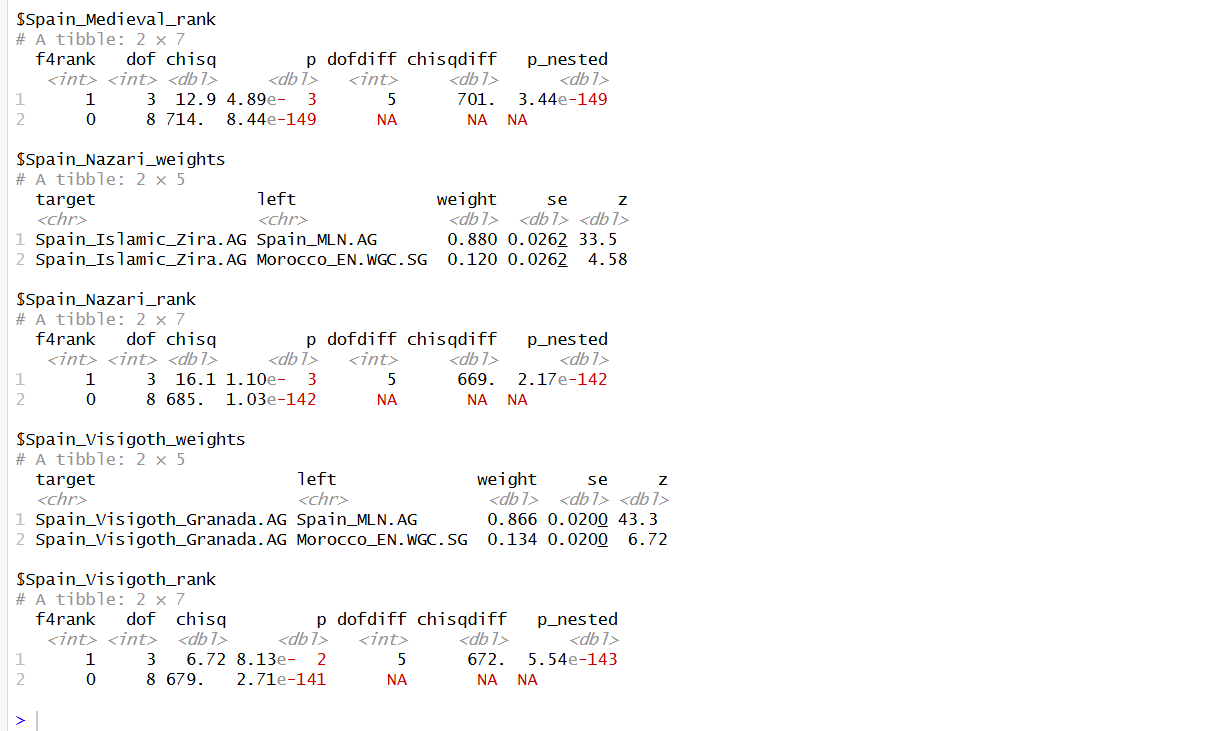 $Spain_Medieval_rank
# A tibble: 2 × 7
  f4rank   dof chisq         p dofdiff chisqdiff   p_nested
   <int> <int> <dbl>     <dbl>   <int>     <dbl>      <dbl>
1      1     3  12.9 4.89e-  3       5      701.  3.44e-149
2      0     8 714.  8.44e-149      NA       NA  NA
$Spain_Nazari_weights
# A tibble: 2 × 5
  target                left             weight     se     z
  <chr>                 <chr>             <dbl>  <dbl> <dbl>
1 Spain_Islamic_Zira.AG Spain_MLN.AG       0.880 0.0262 33.5
2 Spain_Islamic_Zira.AG Morocco_EN.WGC.SG  0.120 0.0262  4.58
$Spain_Nazari_rank
# A tibble: 2 × 7
  f4rank   dof chisq         p dofdiff chisqdiff   p_nested
   <int> <int> <dbl>     <dbl>   <int>     <dbl>      <dbl>
1      1     3  16.1 1.10e-  3       5      669.  2.17e-142
2      0     8 685.  1.03e-142      NA       NA  NA
$Spain_Visigoth_weights
# A tibble: 2 × 5
  target                    left              weight     se     z
  <chr>                     <chr>              <dbl>  <dbl> <dbl>
1 Spain_Visigoth_Granada.AG Spain_MLN.AG       0.866 0.0200 43.3
2 Spain_Visigoth_Granada.AG Morocco_EN.WGC.SG  0.134 0.0200  6.72
$Spain_Visigoth_rank
# A tibble: 2 × 7
  f4rank   dof  chisq         p dofdiff chisqdiff   p_nested
   <int> <int>  <dbl>     <dbl>   <int>     <dbl>      <dbl>
1      1     3   6.72 8.13e-  2       5      672.  5.54e-143
2      0     8 679.   2.71e-141      NA       NA  NA
>